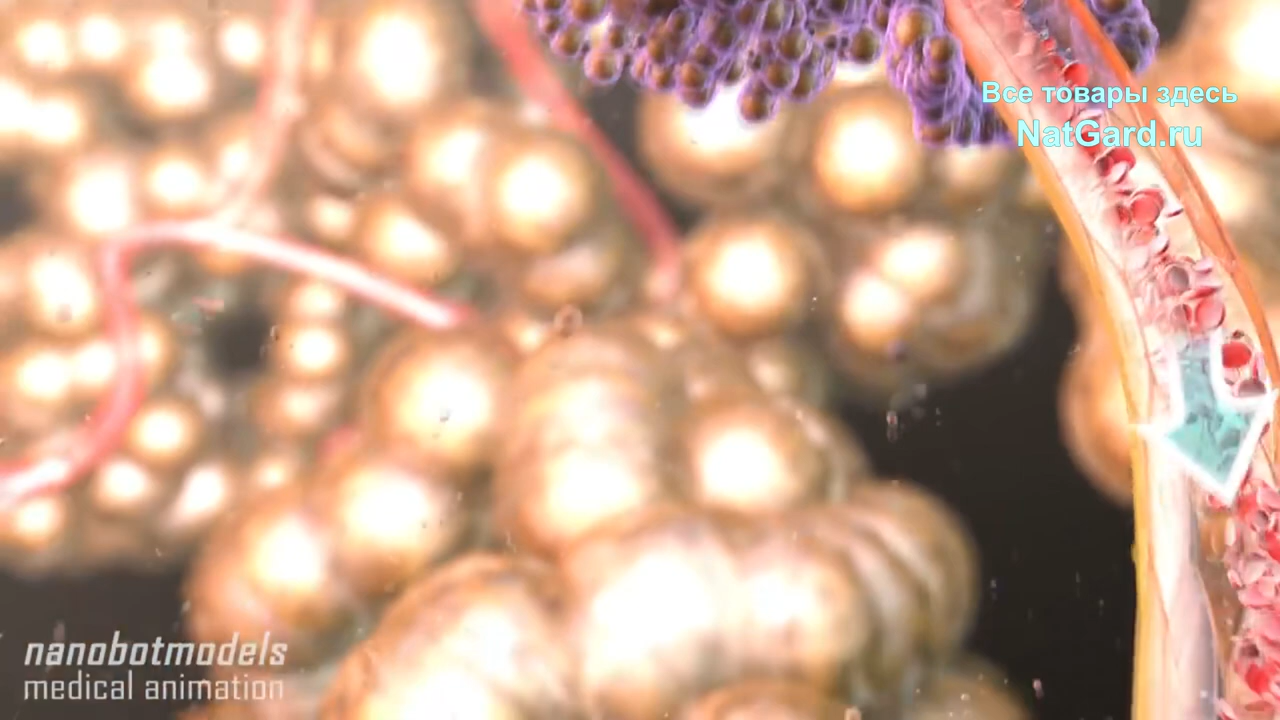 Все товары здесь
NatGard.ru
nanobotmodels
medical animation